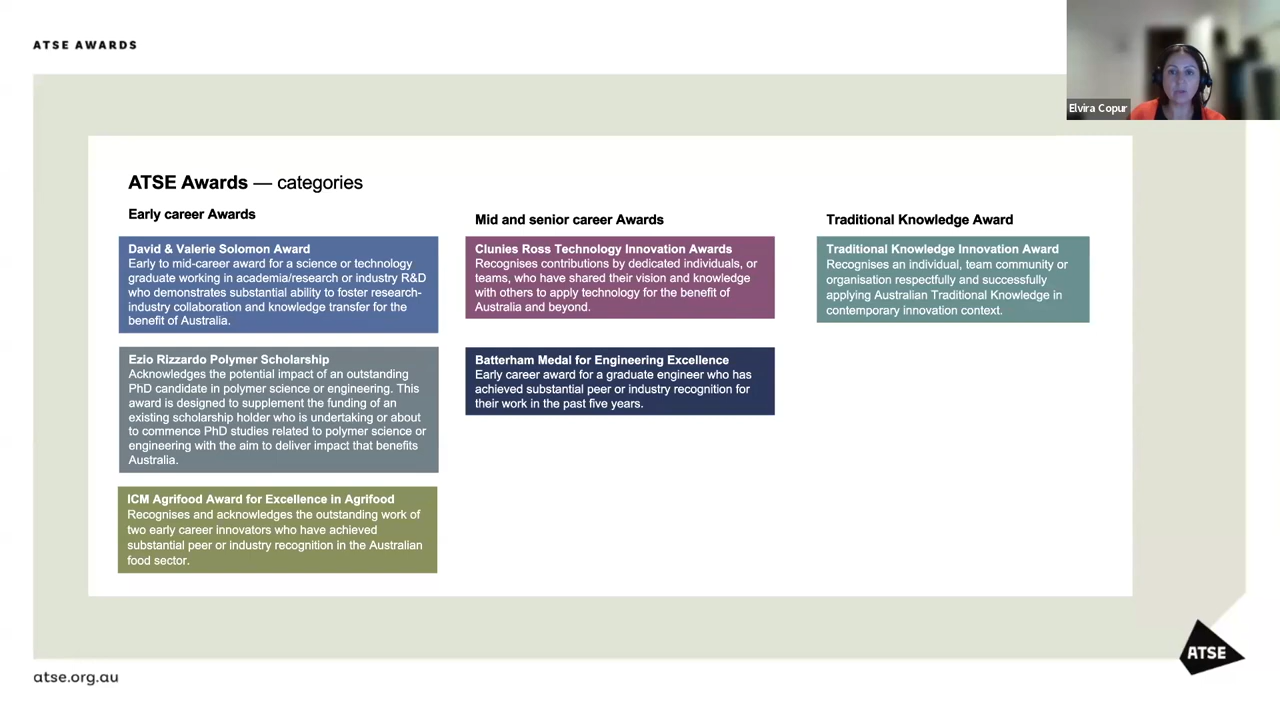 ATSE AWARDS
Elvira Copur
ATSE Awards — categories
Early career Awards
David & Valerie Solomon Award
Early to mid-career award for a science or technology
graduate working in academia/research or industry R&D
who demonstrates substantial ability to foster research-
industry collaboration and knowledge transfer for the
benefit of Australia.
Ezio Rizzardo Polymer Scholarship
Acknowledges the potential impact of an outstanding
PhD candidate in polymer science or engineering. This
award is designed to supplement the funding of an
existing scholarship holder who is undertaking or about
to commence PhD studies related to polymer science or
engineering with the aim to deliver impact that benefits
Australia.
ICM Agrifood Award for Excellence in Agrifood
Recognises and acknowledges the outstanding work of
two early career innovators who have achieved
substantial peer or industry recognition in the Australian
food sector.
Mid and senior career Awards
Clunies Ross Technology Innovation Awards
Recognises contributions by dedicated individuals, or
teams, who have shared their vision and knowledge
with others to apply technology for the benefit of
Australia and beyond.
Batterham Medal for Engineering Excellence
Early career award for a graduate engineer who has
achieved substantial peer or industry recognition for
their work in the past five years.
Traditional Knowledge Award
Traditional Knowledge Innovation Award
Recognises an individual, team community or
organisation respectfully and successfully
applying Australian Traditional Knowledge in
contemporary innovation context.
ATSE
atse.org.au